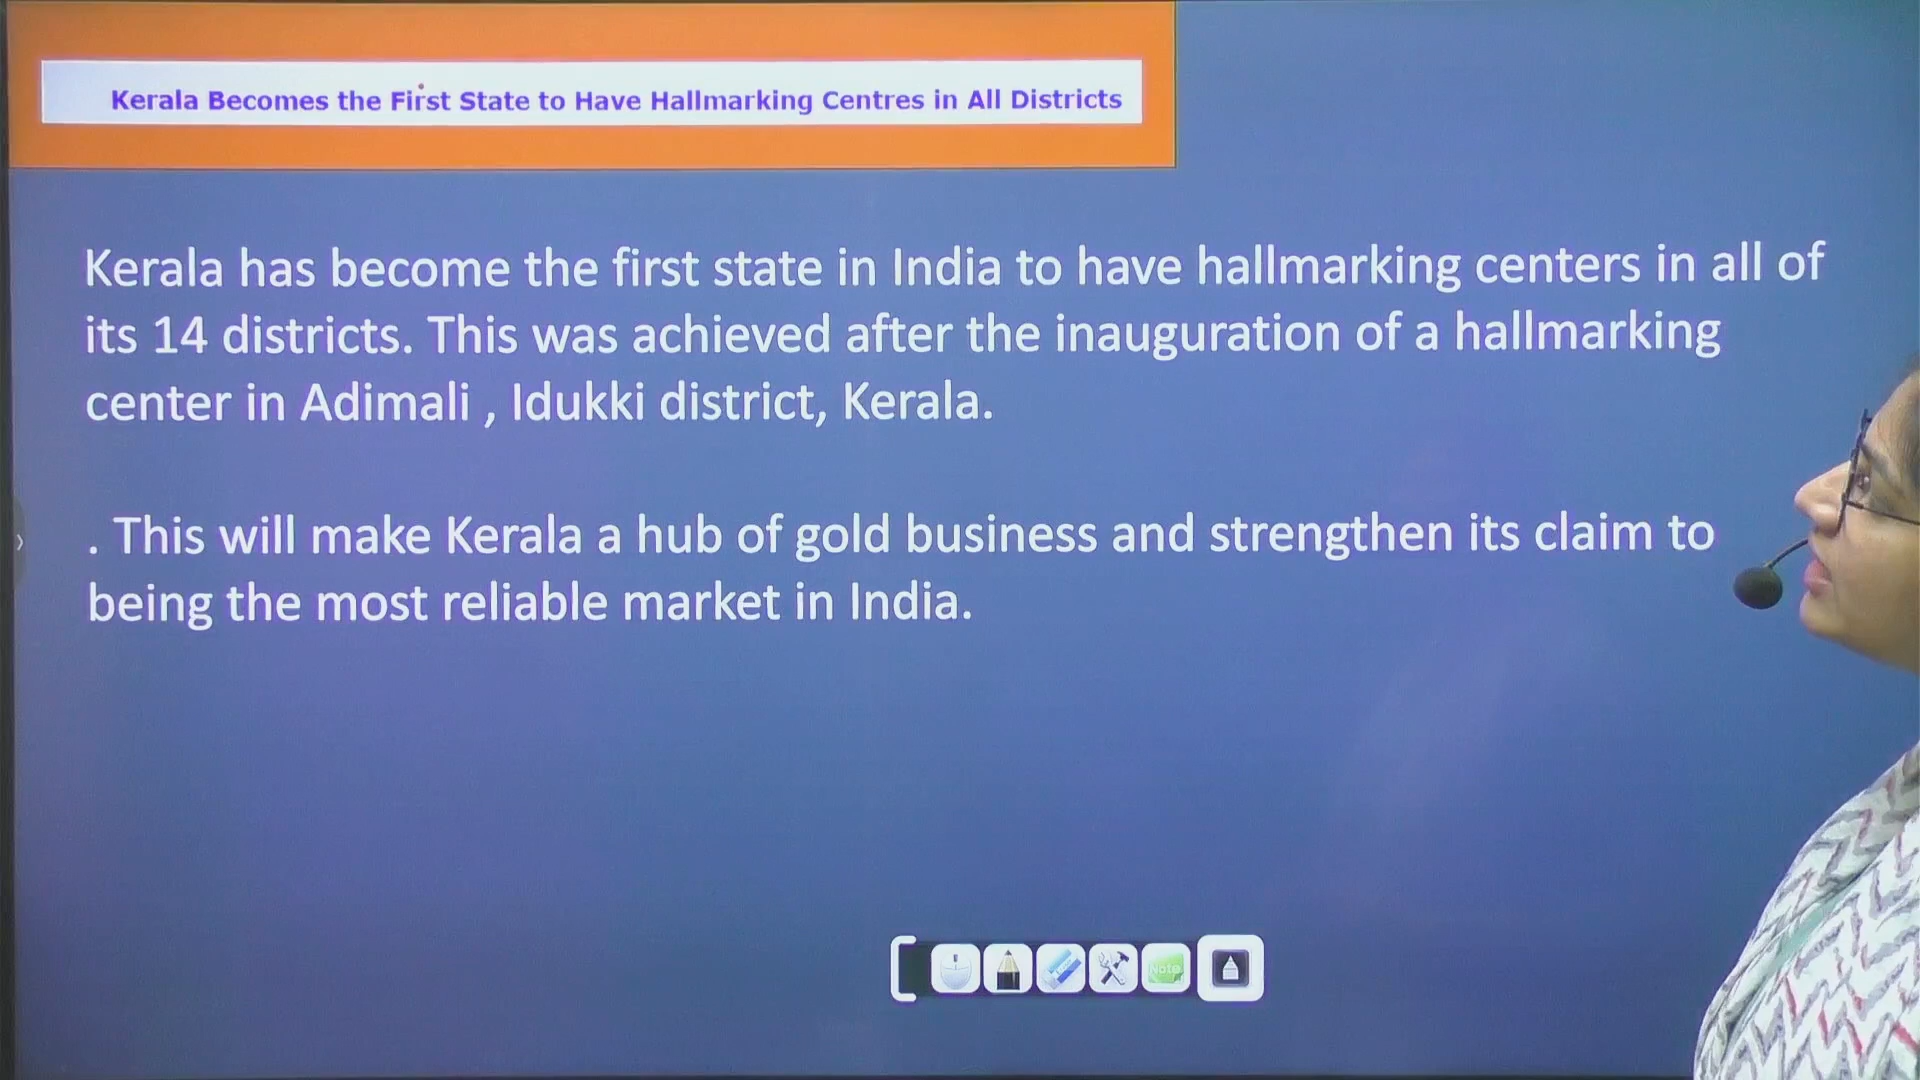 Kerala Becomes the First State to Have Hallmarking Centres in All Districts
Kerala has become the first state in India to have hallmarking centers in all of
its 14 districts. This was achieved after the inauguration of a hallmarking
center in Adimali , Idukki district, Kerala.
. This will make Kerala a hub of gold business and strengthen its claim to
being the most reliable market in India.
Note